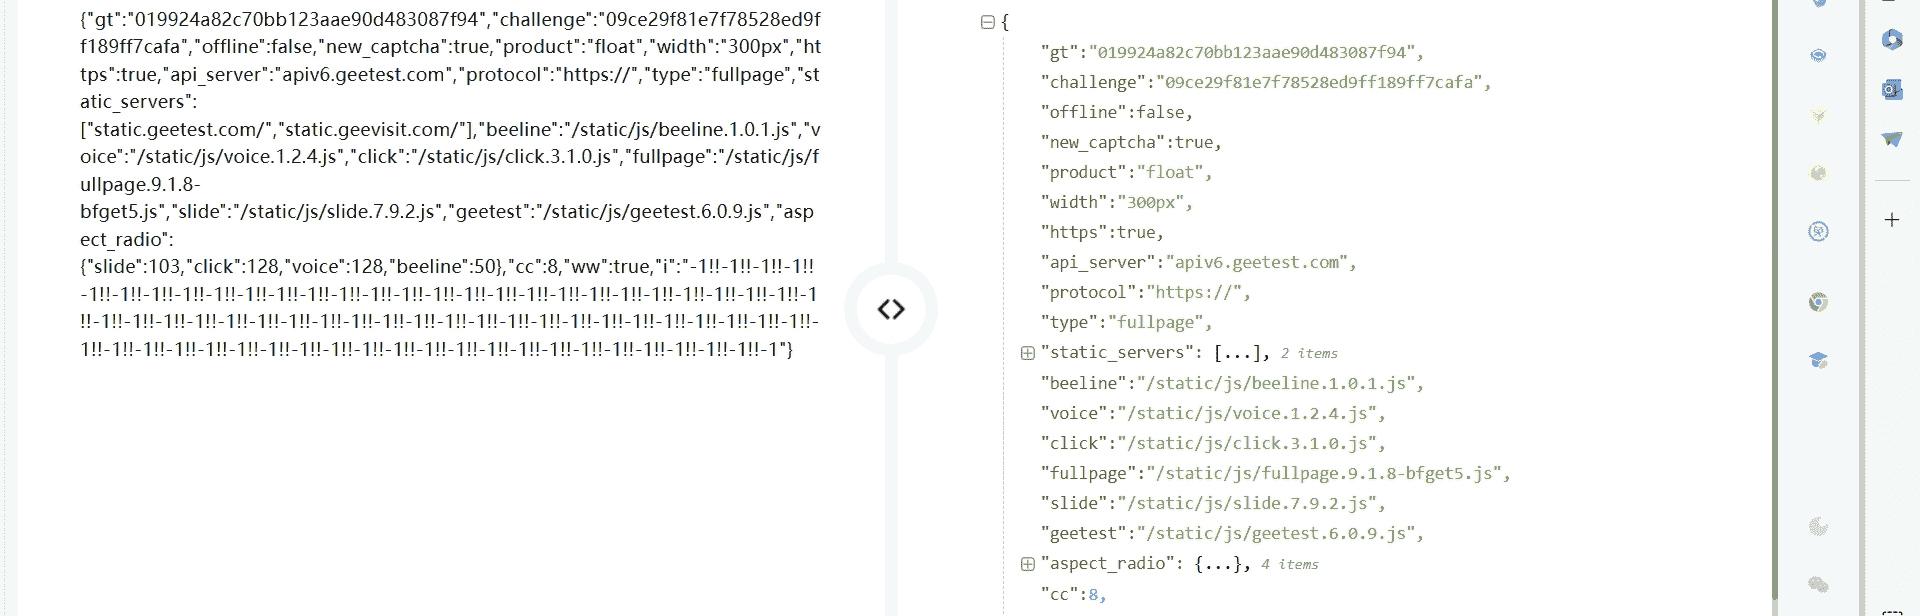 {"gt":"019924a82c70bb123aae90d483087f94","challenge":"09ce29f81e7f78528ed9f
f189ff7cafa","offline":false,"new_captcha":true,"product":"float","width":"300px","ht
tps":true,"api_server":"apiv6.geetest.com","protocol":"https://","type":"fullpage","st
atic_servers":
["static.geetest.com/","static.geevisit.com/"],"beeline":"/static/js/beeline.1.0.1.js","v
oice":"/static/js/voice.1.2.4.js","click":"/static/js/click.3.1.0.js","fullpage":"/static/js/f
ullpage.9.1.8-
bfget5.js","slide":"/static/js/slide.7.9.2.js","geetest":"/static/js/geetest.6.0.9.js","asp
ect_radio":
{"slide":103,"click":128,"voice":128,"beeline":50},"cc":8,"ww":true,"i":"-1!!-1!!-1!!-1!!
-1!!-1!!-1!!-1!!-1!!-1!!-1!!-1!!-1!!-1!!-1!!-1!!-1!!-1!!-1!!-1!!-1!!-1!!-1!!-1
!!-1!!-1!!-1!!-1!!-1!!-1!!-1!!-1!!-1!!-1!!-1!!-1!!-1!!-1!!-1!!-1!!-1!!-1!!-1!!-
1!!-1!!-1!!-1!!-1!!-1!!-1!!-1!!-1!!-1!!-1!!-1!!-1!!-1!!-1!!-1!!-1!!-1!!-1"}
{
"gt":"019924a82c70bb123aae90d483087f94",
"challenge":"09ce29f81e7f78528ed9ff189ff7cafa",
"offline":false,
"new_captcha":true,
"product":"float",
"width":"300px",
"https":true,
"api_server":"apiv6.geetest.com",
"protocol":"https://",
"type":"fullpage",
"static_servers": [...], 2 items
"beeline":"/static/js/beeline.1.0.1.js",
"voice":"/static/js/voice.1.2.4.js",
"click":"/static/js/click.3.1.0.js",
"fullpage":"/static/js/fullpage.9.1.8-bfget5.js",
"slide":"/static/js/slide.7.9.2.js",
"geetest":"/static/js/geetest.6.0.9.js",
"aspect_radio": {...}, 4 items
"cc":8,